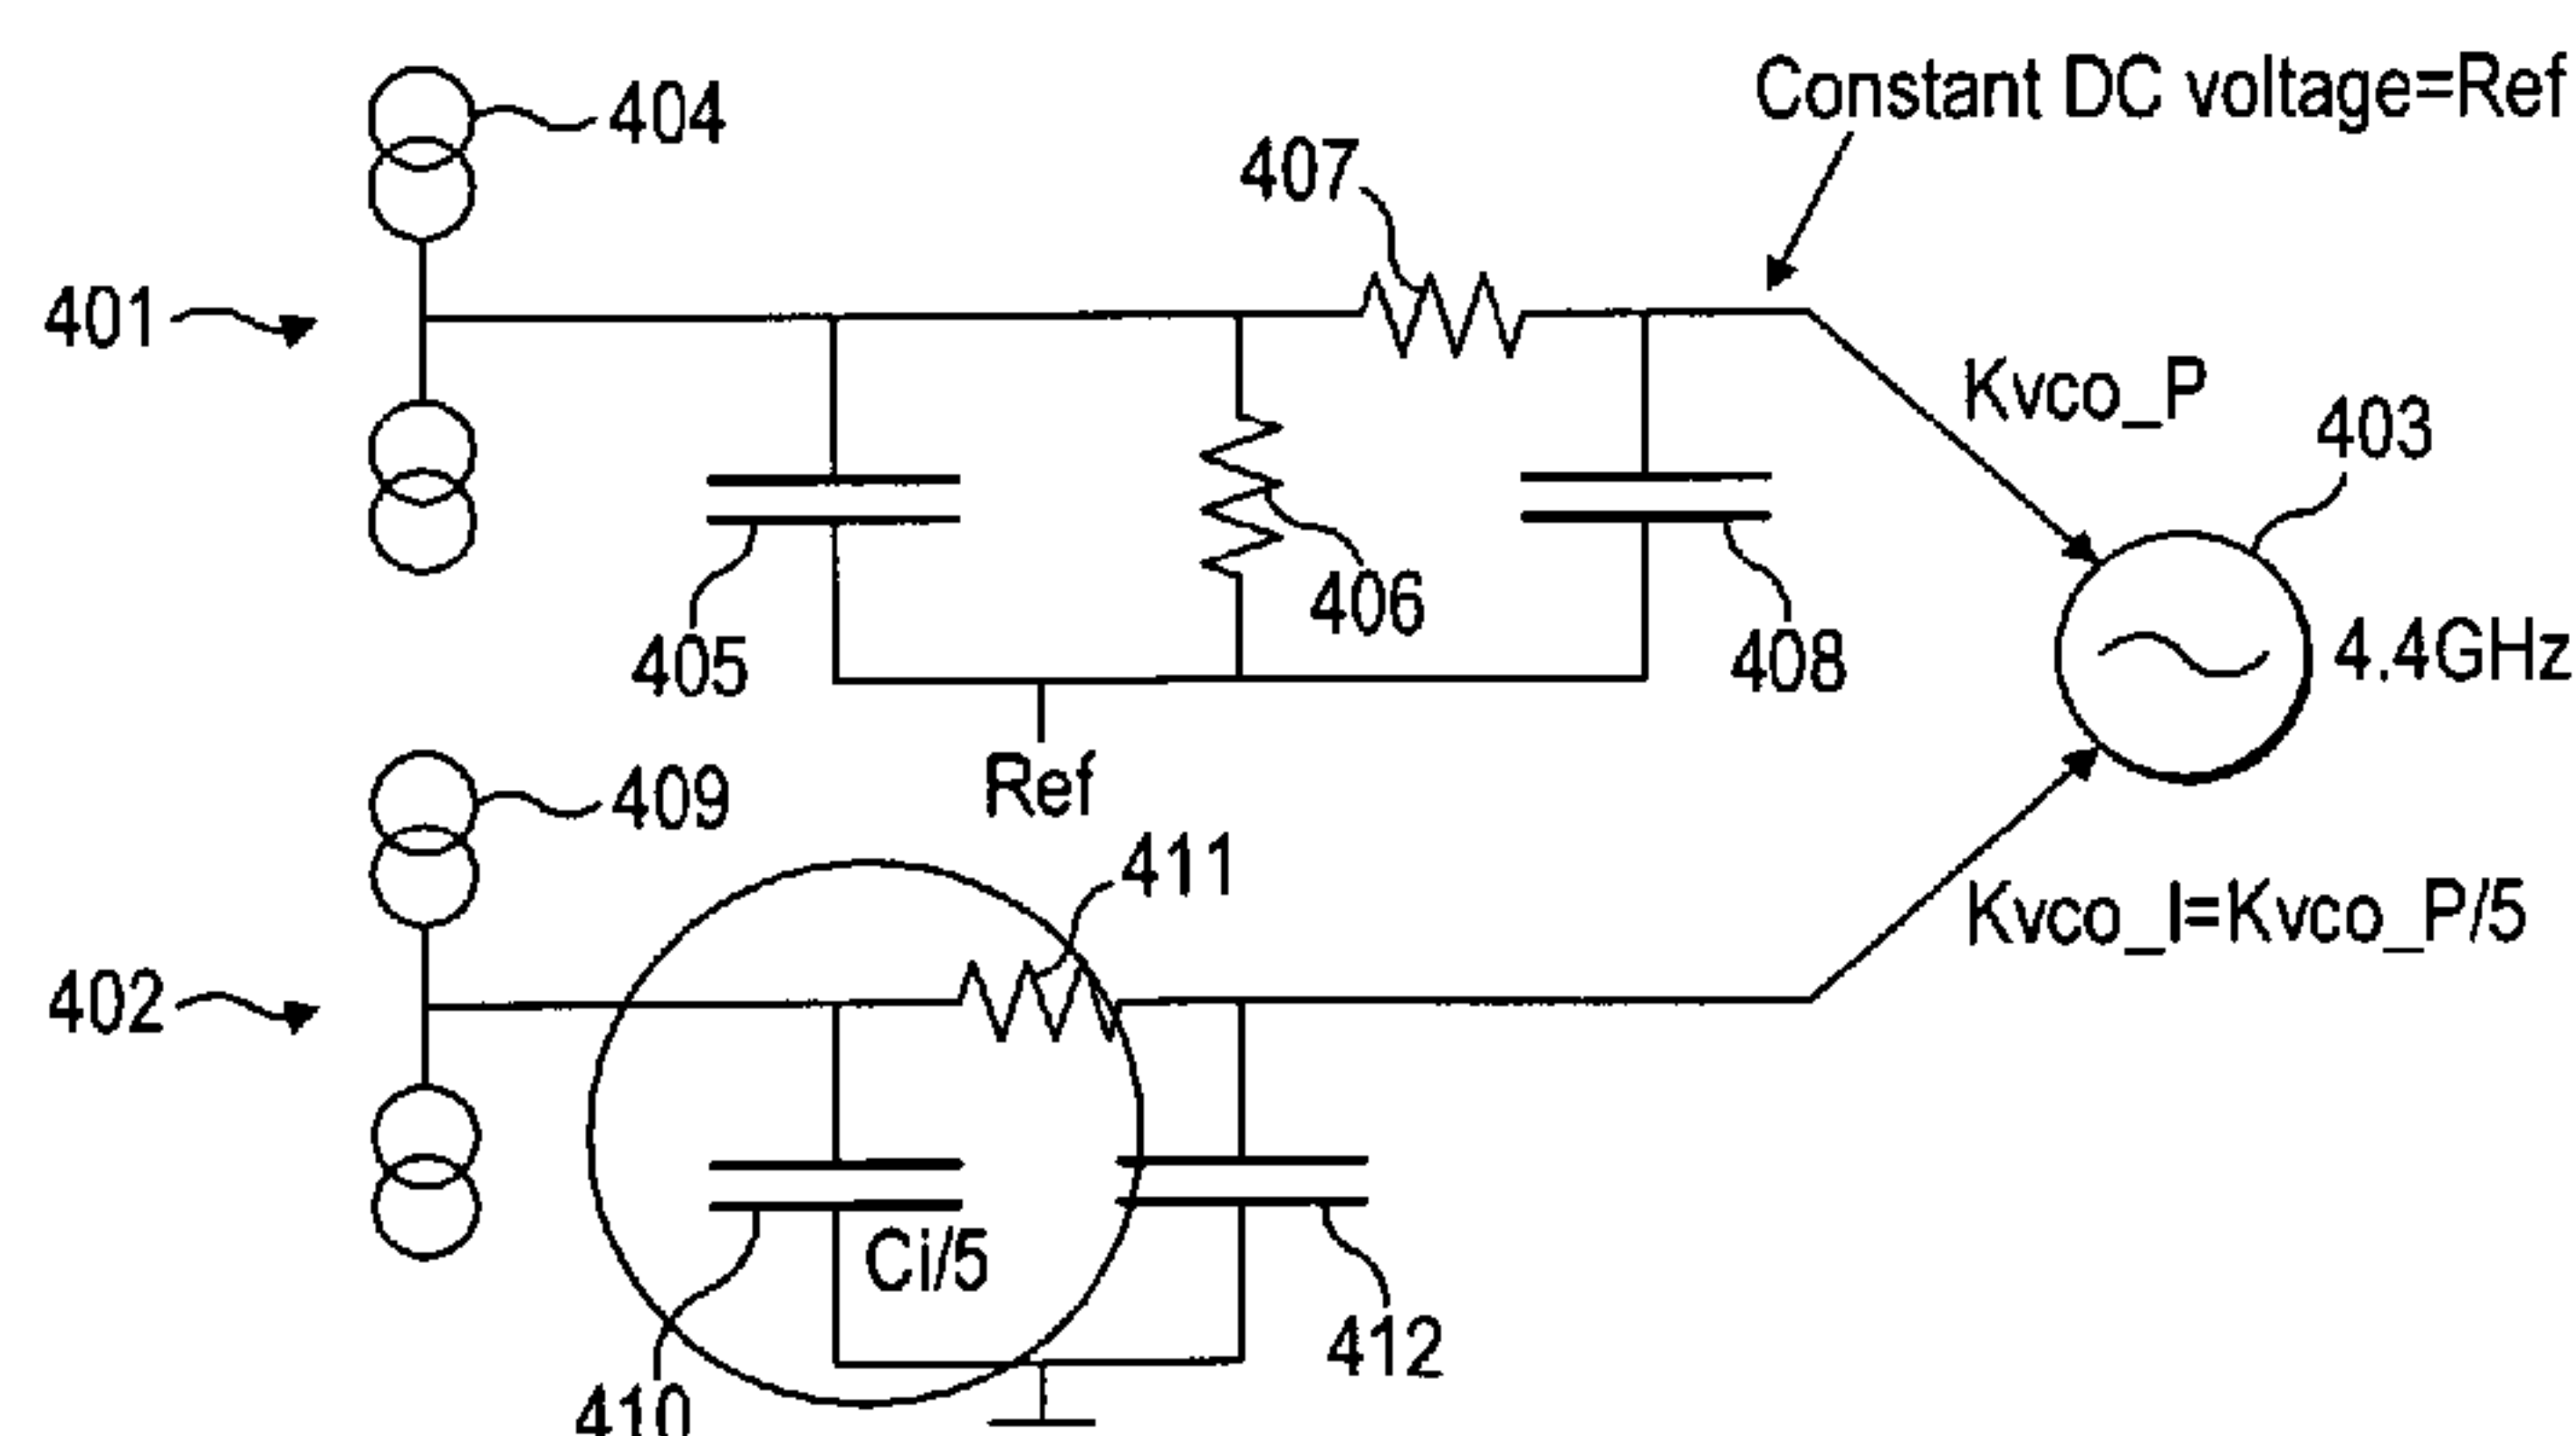 Constant DC voltage=Ref
404
407
401
Kvco_P
403
405
406
408
4.4GHz
Ref
409
411
Kvco_I=Kvco_P/5
402
Ci/5
412
410